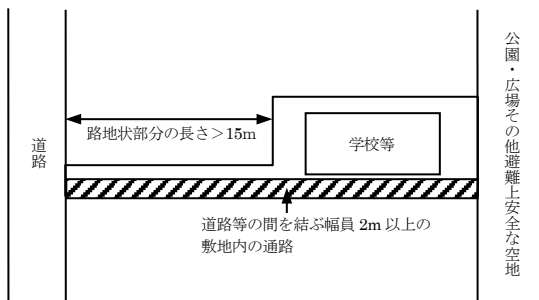 公園・広場その他避難上安全な空地
道路
路地状部分の長さ＞15m
学校等
道路等の間を結ぶ幅員 2m 以上の
敷地内の通路